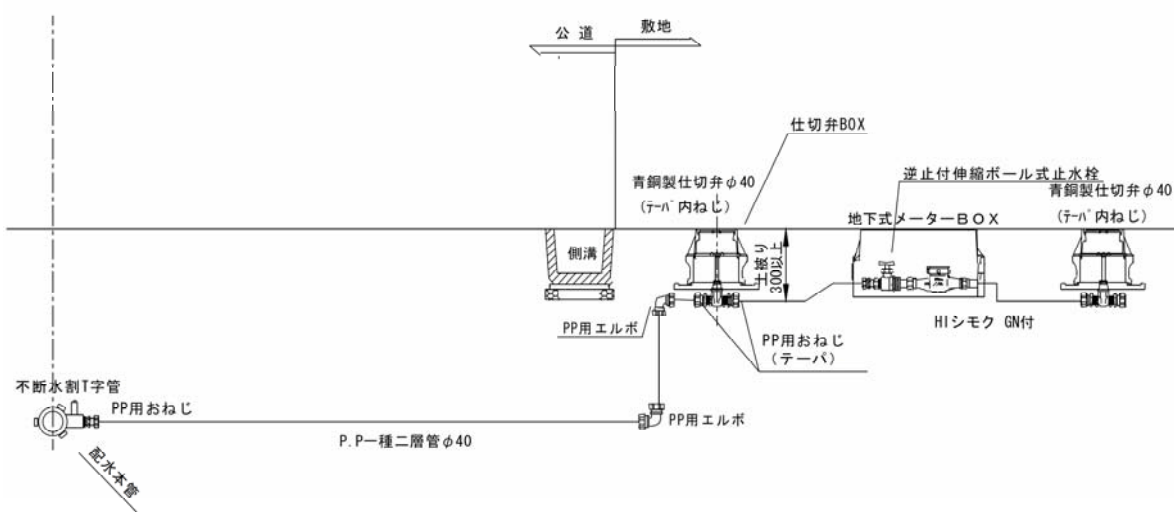 公 道
敷地
仕切弁BOX
逆止付伸縮ボール式止水栓
青銅製仕切弁φ40
(テーパ内ねじ)
青銅製仕切弁φ40
(テーパ内ねじ)
地下式メーターＢＯＸ
側溝
土被り
300以上
PP用エルボ
PP用おねじ
(テーパ)
HIシモク GN付
不断水割T字管
PP用おねじ
PP用エルボ
P.P一種二層管φ40
配水本管